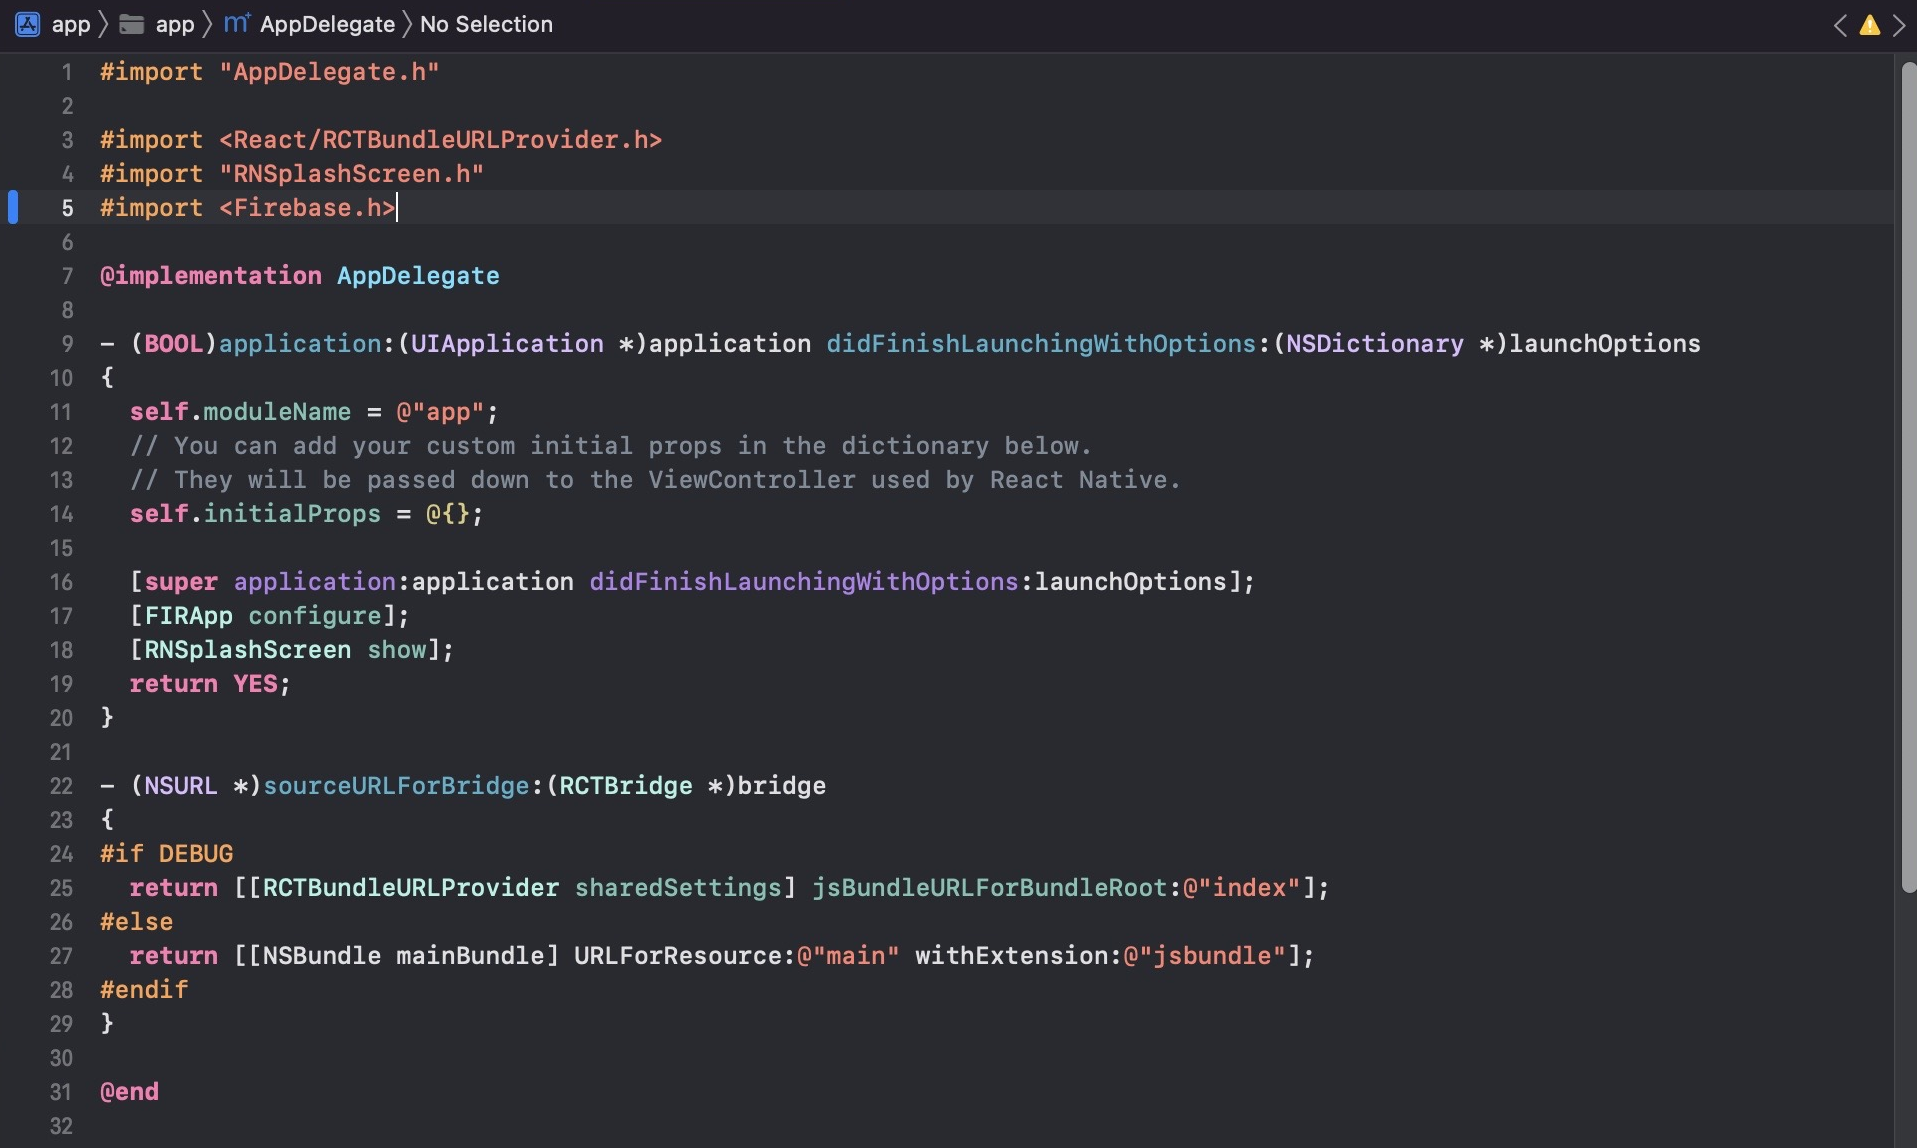 app app AppDelegate No Selection
1 #import "AppDelegate.h"
2
3 #import <React/RCTBundleURLProvider.h>
4 #import "RNSplashScreen.h"
5 #import <Firebase.h>
6
7 @implementation AppDelegate
8
9 - (BOOL)application:(UIApplication *)application didFinishLaunchingWithOptions:(NSDictionary *)launchOptions
10 {
11   self.moduleName = @"app";
12   // You can add your custom initial props in the dictionary below.
13   // They will be passed down to the ViewController used by React Native.
14   self.initialProps = @{};
15
16   [super application:application didFinishLaunchingWithOptions:launchOptions];
17   [FIRApp configure];
18   [RNSplashScreen show];
19   return YES;
20 }
21
22 - (NSURL *)sourceURLForBridge:(RCTBridge *)bridge
23 {
24 #if DEBUG
25   return [[RCTBundleURLProvider sharedSettings] jsBundleURLForBundleRoot:@"index"];
26 #else
27   return [[NSBundle mainBundle] URLForResource:@"main" withExtension:@"jsbundle"];
28 #endif
29 }
30
31 @end
32